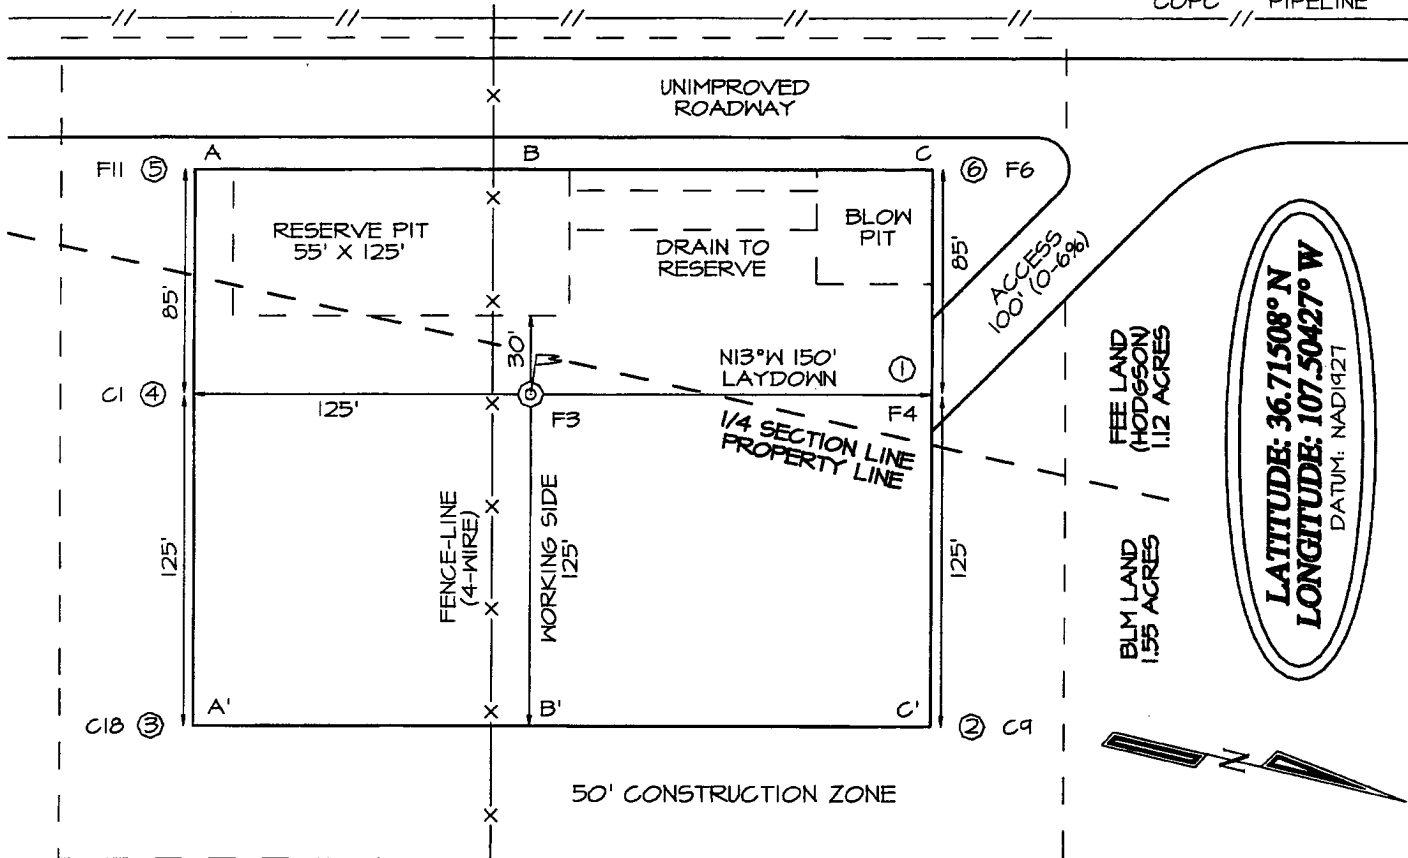 COPC PIPELINE
UNIMPROVED
ROADWAY
A B C
F11 ⑤
⑥ F6
RESERVE PIT
55' X 125'
DRAIN TO
RESERVE
BLOW
PIT
85'
85'
ACCESS
100' (0-6%)
30'
N13°W 150'
LAYDOWN
①
C1 ④
125'
F3
F4
1/4 SECTION LINE
PROPERTY LINE
FEE LAND
(HODGSON)
1.12 ACRES
LATITUDE: 36.71508° N
LONGITUDE: 107.50427° W
DATUM: NAD1927
125'
FENCE-LINE
(4-WIRE)
WORKING SIDE
125'
125'
BLM LAND
1.55 ACRES
A' B' C'
C18 ③
② C9
N
50' CONSTRUCTION ZONE